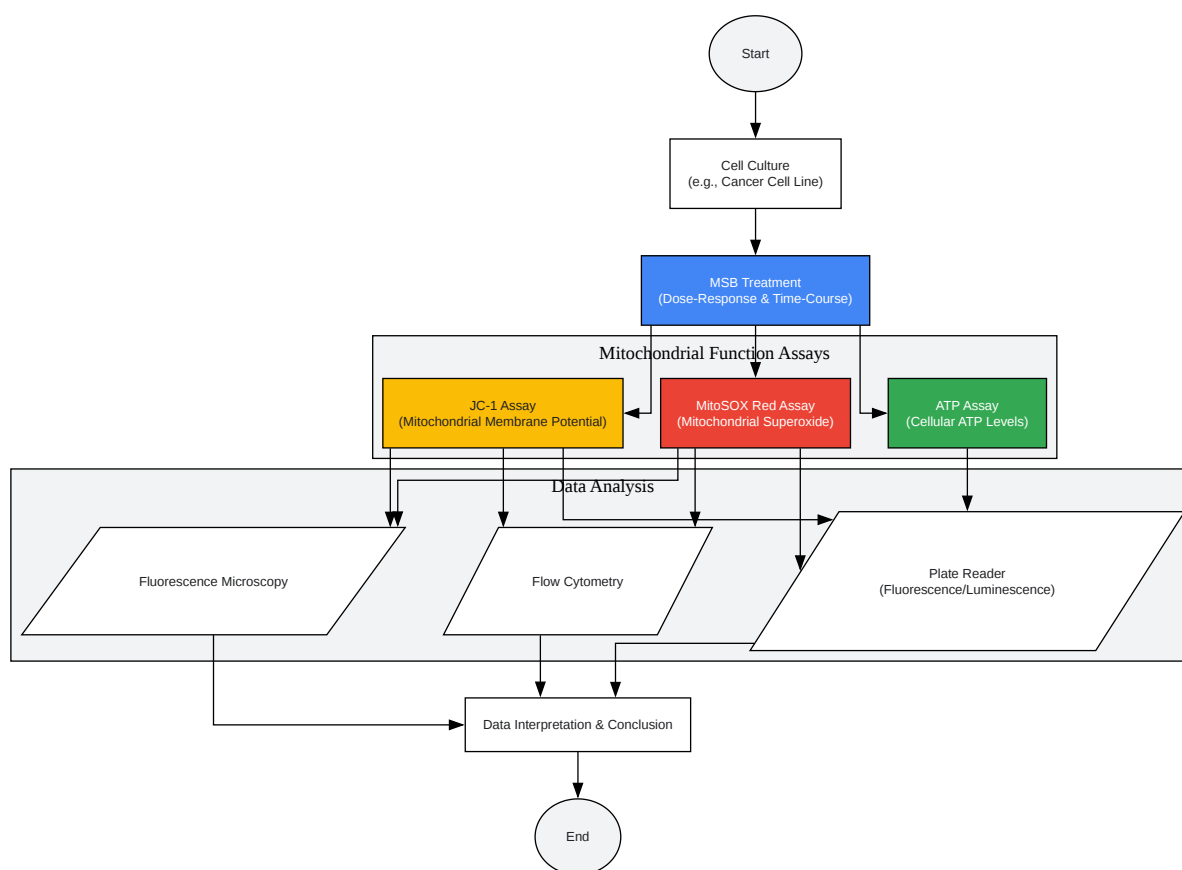 Start
Cell Culture
(e.g., Cancer Cell Line)
MSB Treatment
(Dose-Response & Time-Course)
Mitochondrial Function Assays
JC-1 Assay
(Mitochondrial Membrane Potential)
MitoSOX Red Assay
(Mitochondrial Superoxide)
ATP Assay
(Cellular ATP Levels)
Data Analysis
Fluorescence Microscopy
Flow Cytometry
Plate Reader
(Fluorescence/Luminescence)
Data Interpretation & Conclusion
End